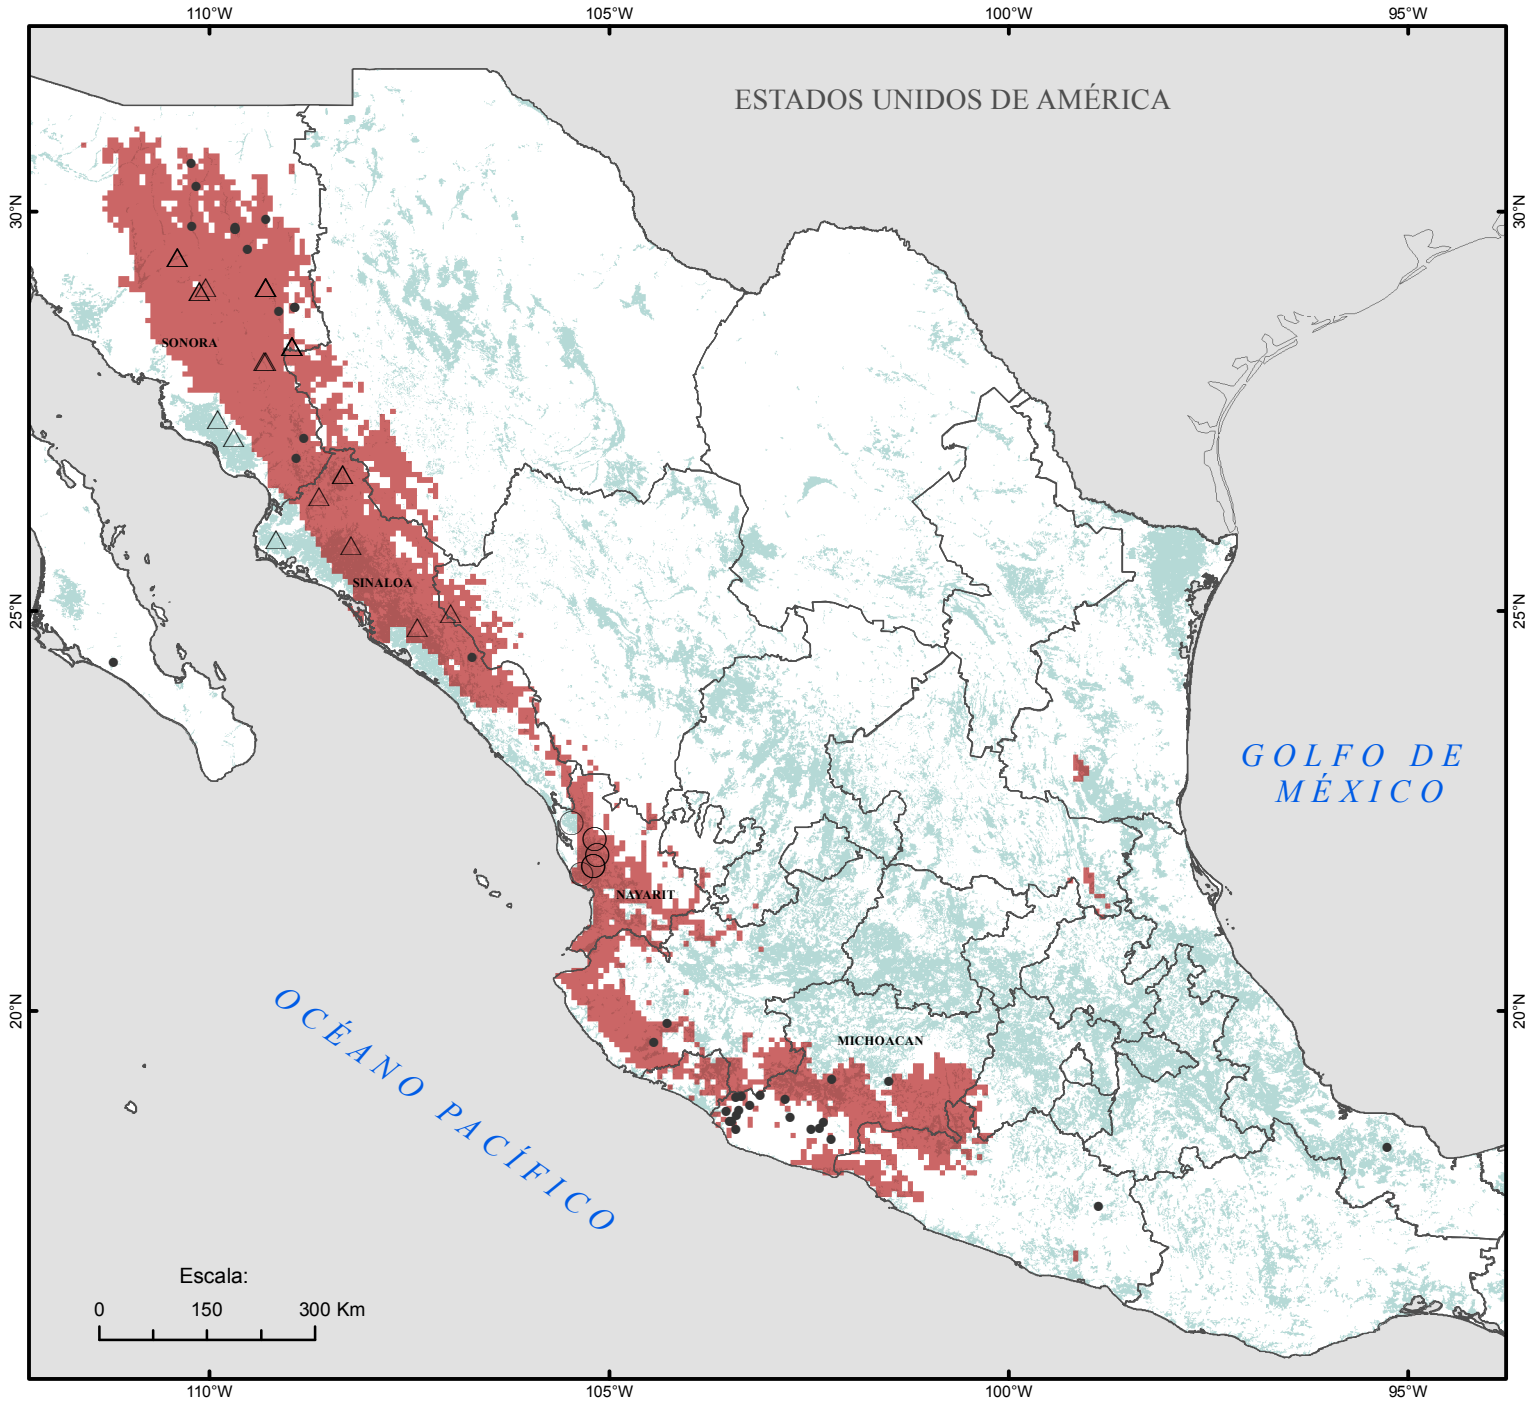 110°W 105°W 100°W 95°W
ESTADOS UNIDOS DE AMÉRICA
30°N 30°N
SONORA
SINALOA
25°N 25°N
GOLFO DE
MÉXICO
NAYARIT
20°N 20°N
MICHOACAN
OCÉANO PACÍFICO
Escala:
0 150 300 Km
110°W 105°W 100°W 95°W